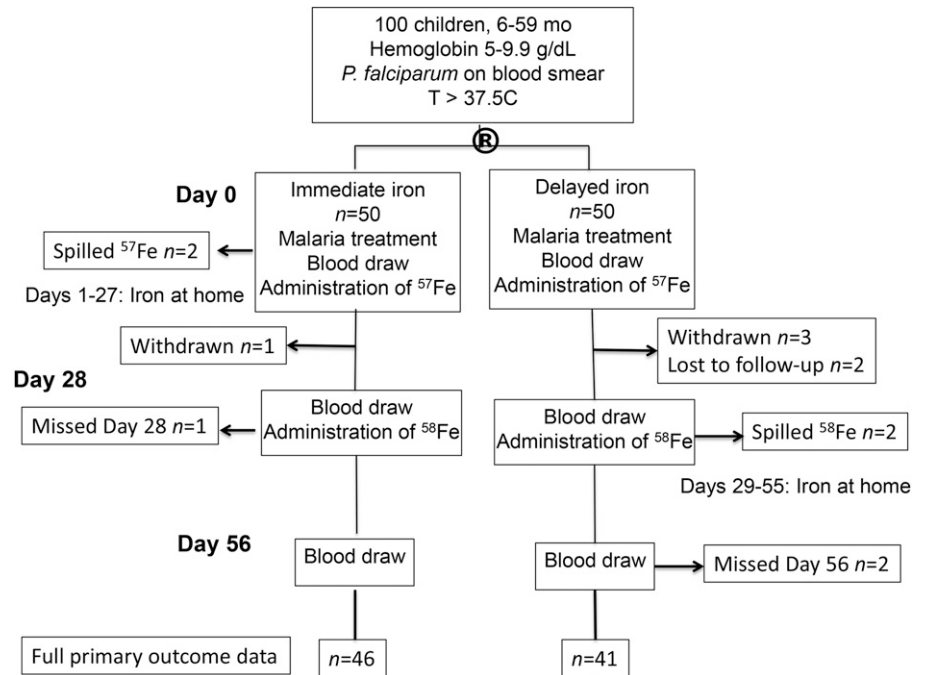 100 children, 6-59 mo
Hemoglobin 5-9.9 g/dL
P. falciparum on blood smear
T > 37.5C
®
Day 0
Immediate iron
n=50
Malaria treatment
Blood draw
Administration of ⁵⁷Fe
Delayed iron
n=50
Malaria treatment
Blood draw
Administration of ⁵⁷Fe
Spilled ⁵⁷Fe n=2
Days 1-27: Iron at home
Withdrawn n=1
Withdrawn n=3
Lost to follow-up n=2
Day 28
Missed Day 28 n=1
Blood draw
Administration of ⁵⁸Fe
Blood draw
Administration of ⁵⁸Fe
Spilled ⁵⁸Fe n=2
Days 29-55: Iron at home
Day 56
Blood draw
Blood draw
Missed Day 56 n=2
Full primary outcome data
n=46
n=41